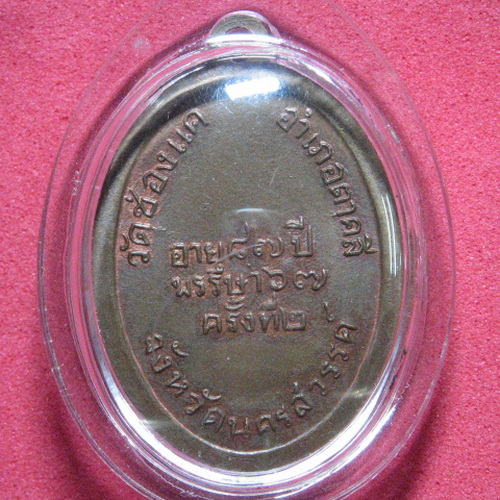 วัดช่องแค
อำเภอตาคลี
อายุ๘๗ปี
พรรษา๖๗
ครั้งที่๒
จังหวัดนครสวรรค์